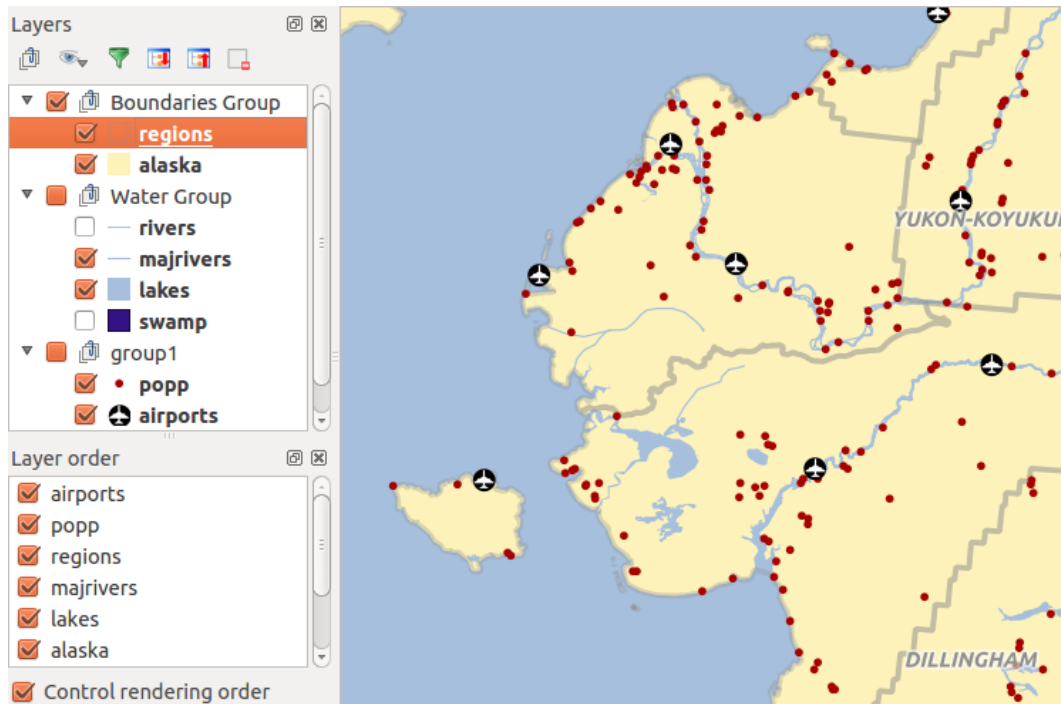 Layers
Boundaries Group
regions
alaska
Water Group
rivers
majrivers
lakes
swamp
group1
popp
airports
Layer order
airports
popp
regions
majrivers
lakes
alaska
Control rendering order
YUKON-KOYUKU
DILLINGHAM